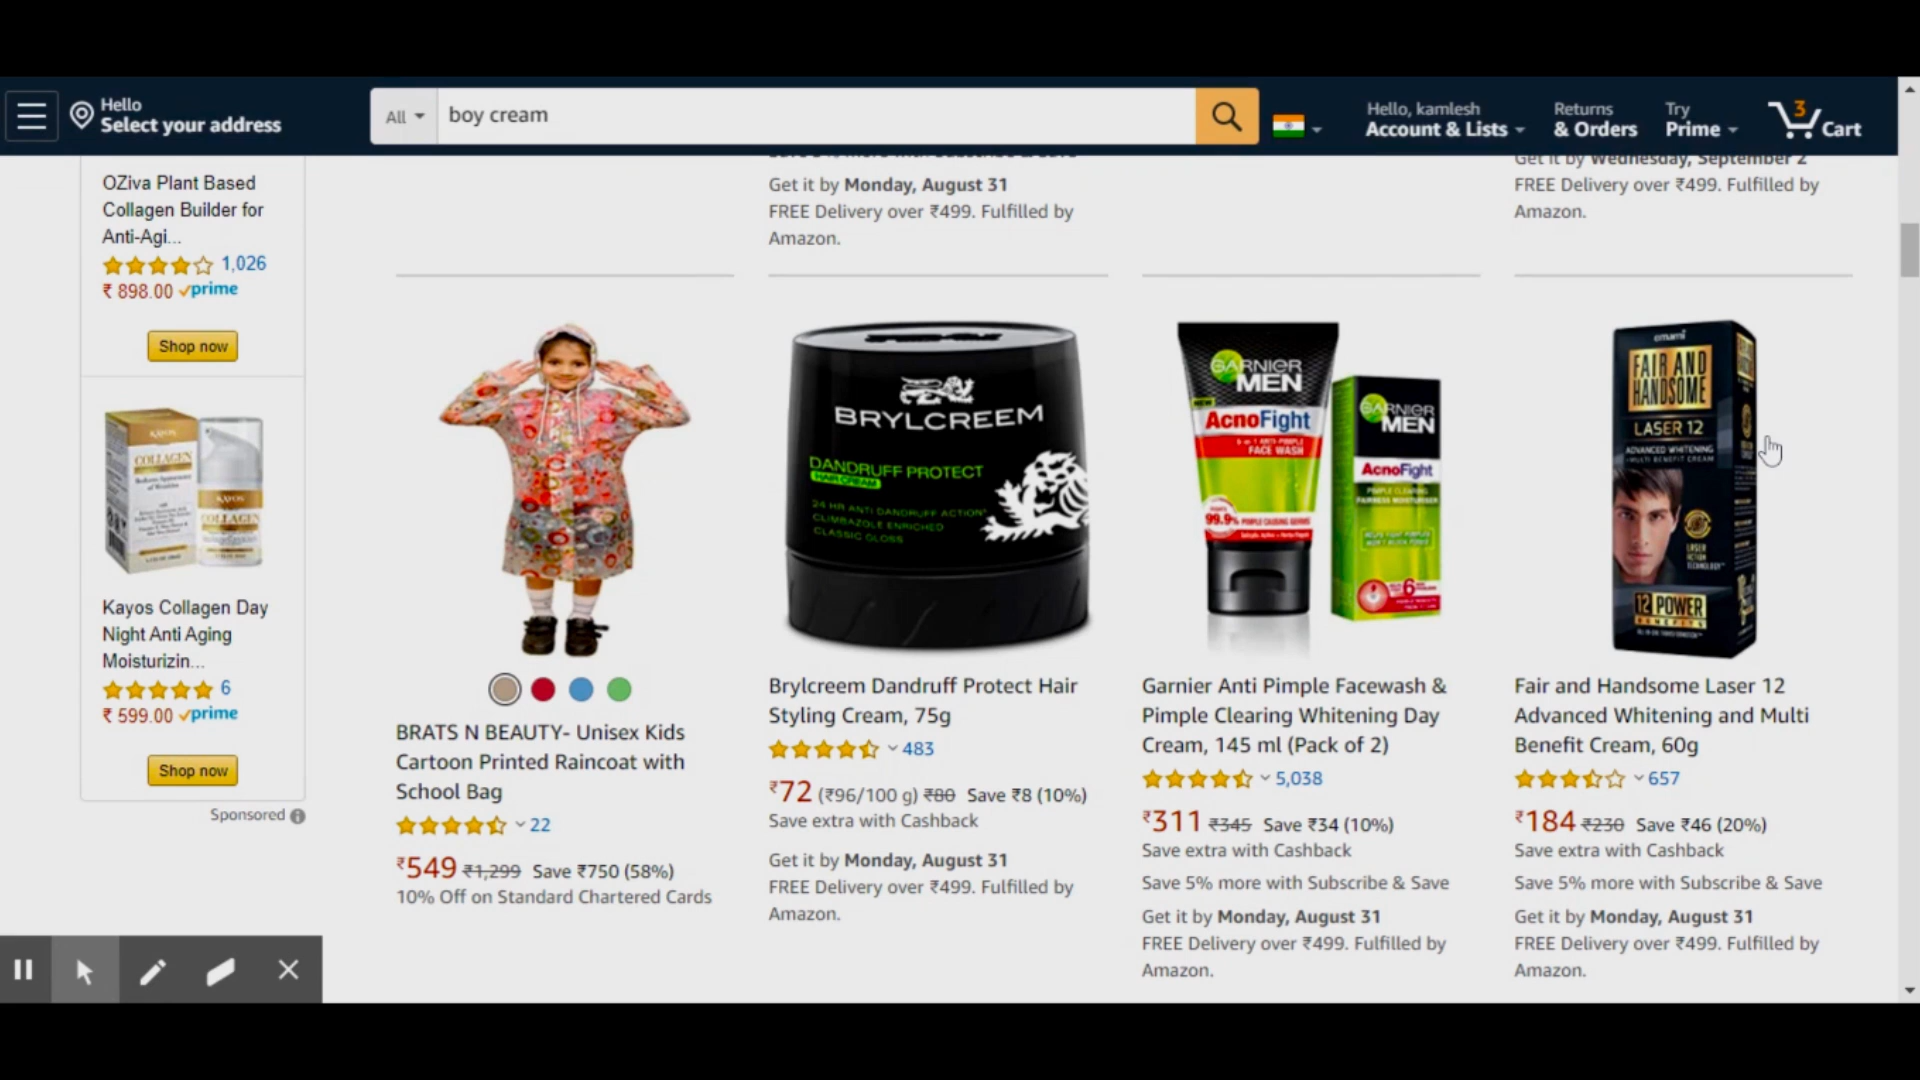 Hello
Select your address
All
boy cream
Hello, kamlesh
Account & Lists
Returns
& Orders
Try
Prime
3
Cart
OZiva Plant Based
Collagen Builder for
Anti-Agi...
1,026
₹ 898.00 prime
Shop now
KAYOS
COLLAGEN
KAYOS
COLLAGEN
Kayos Collagen Day
Night Anti Aging
Moisturizin...
6
₹ 599.00 prime
Shop now
Sponsored
Get it by Monday, August 31
FREE Delivery over ₹499. Fulfilled by
Amazon.
Get it by Wednesday, September 2
FREE Delivery over ₹499. Fulfilled by
Amazon.
BRATS N BEAUTY- Unisex Kids
Cartoon Printed Raincoat with
School Bag
22
₹549 ₹1,299 Save ₹750 (58%)
10% Off on Standard Chartered Cards
BRYLCREEM
DANDRUFF PROTECT
HAIR CREAM
24 HR ANTI DANDRUFF ACTION*
CLIMBAZOLE ENRICHED
CLASSIC GLOSS
Brylcreem Dandruff Protect Hair
Styling Cream, 75g
483
₹72 (₹96/100 g) ₹80 Save ₹8 (10%)
Save extra with Cashback
Get it by Monday, August 31
FREE Delivery over ₹499. Fulfilled by
Amazon.
GARNIER
MEN
NEW
AcnoFight
6 in 1 ANTI-PIMPLE
FACE WASH
99.9% PIMPLE CAUSING GERMS
GARNIER
MEN
AcnoFight
PIMPLE CLEARING
FAIRNESS MOISTURISER
6
Garnier Anti Pimple Facewash &
Pimple Clearing Whitening Day
Cream, 145 ml (Pack of 2)
5,038
₹311 ₹345 Save ₹34 (10%)
Save extra with Cashback
Save 5% more with Subscribe & Save
Get it by Monday, August 31
FREE Delivery over ₹499. Fulfilled by
Amazon.
emami
FAIR AND
HANDSOME
LASER 12
ADVANCED WHITENING
MULTI BENEFIT CREAM
LASER
ACTION
TECHNOLOGY
12 POWER
BENEFITS
Fair and Handsome Laser 12
Advanced Whitening and Multi
Benefit Cream, 60g
657
₹184 ₹230 Save ₹46 (20%)
Save extra with Cashback
Save 5% more with Subscribe & Save
Get it by Monday, August 31
FREE Delivery over ₹499. Fulfilled by
Amazon.